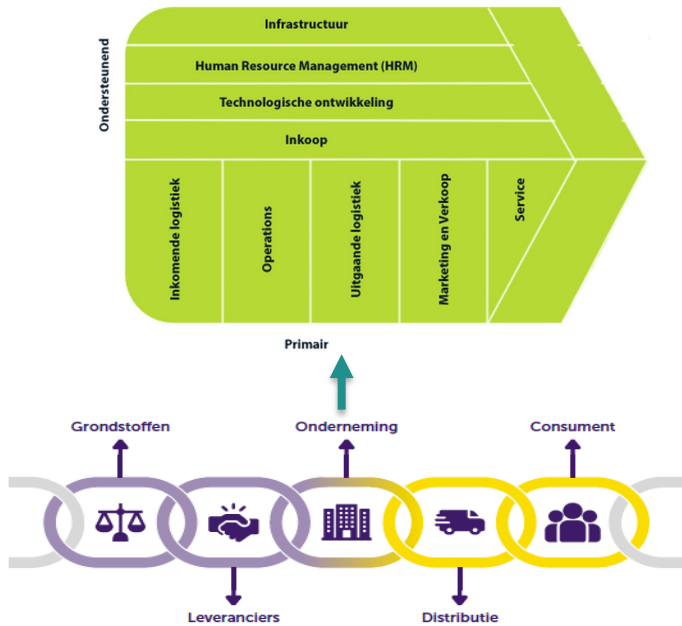 Ondersteunend
Infrastructuur
Human Resource Management (HRM)
Technologische ontwikkeling
Inkoop
Inkomende logistiek
Operations
Uitgaande logistiek
Marketing en Verkoop
Service
Primair
Grondstoffen
Onderneming
Consument
Leveranciers
Distributie